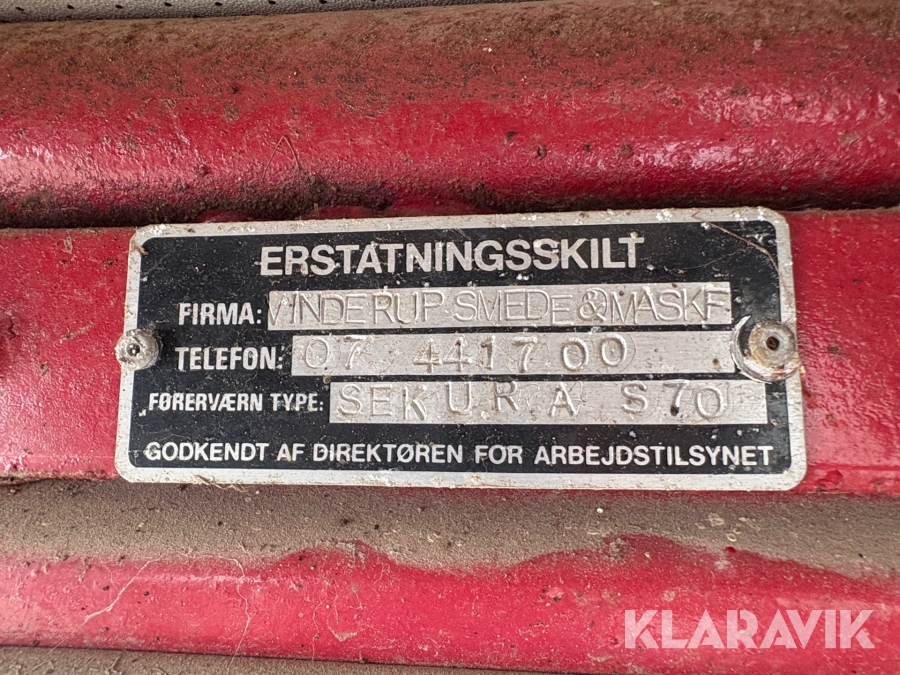 ERSTATNINGSSKILT
FIRMA: VINDERUP SMEDE & MASKF
TELEFON: 07 441700
FØRERVÆRN TYPE: SEKURA S70
GODKENDT AF DIREKTØREN FOR ARBEJDSTILSYNET
KLARAVIK